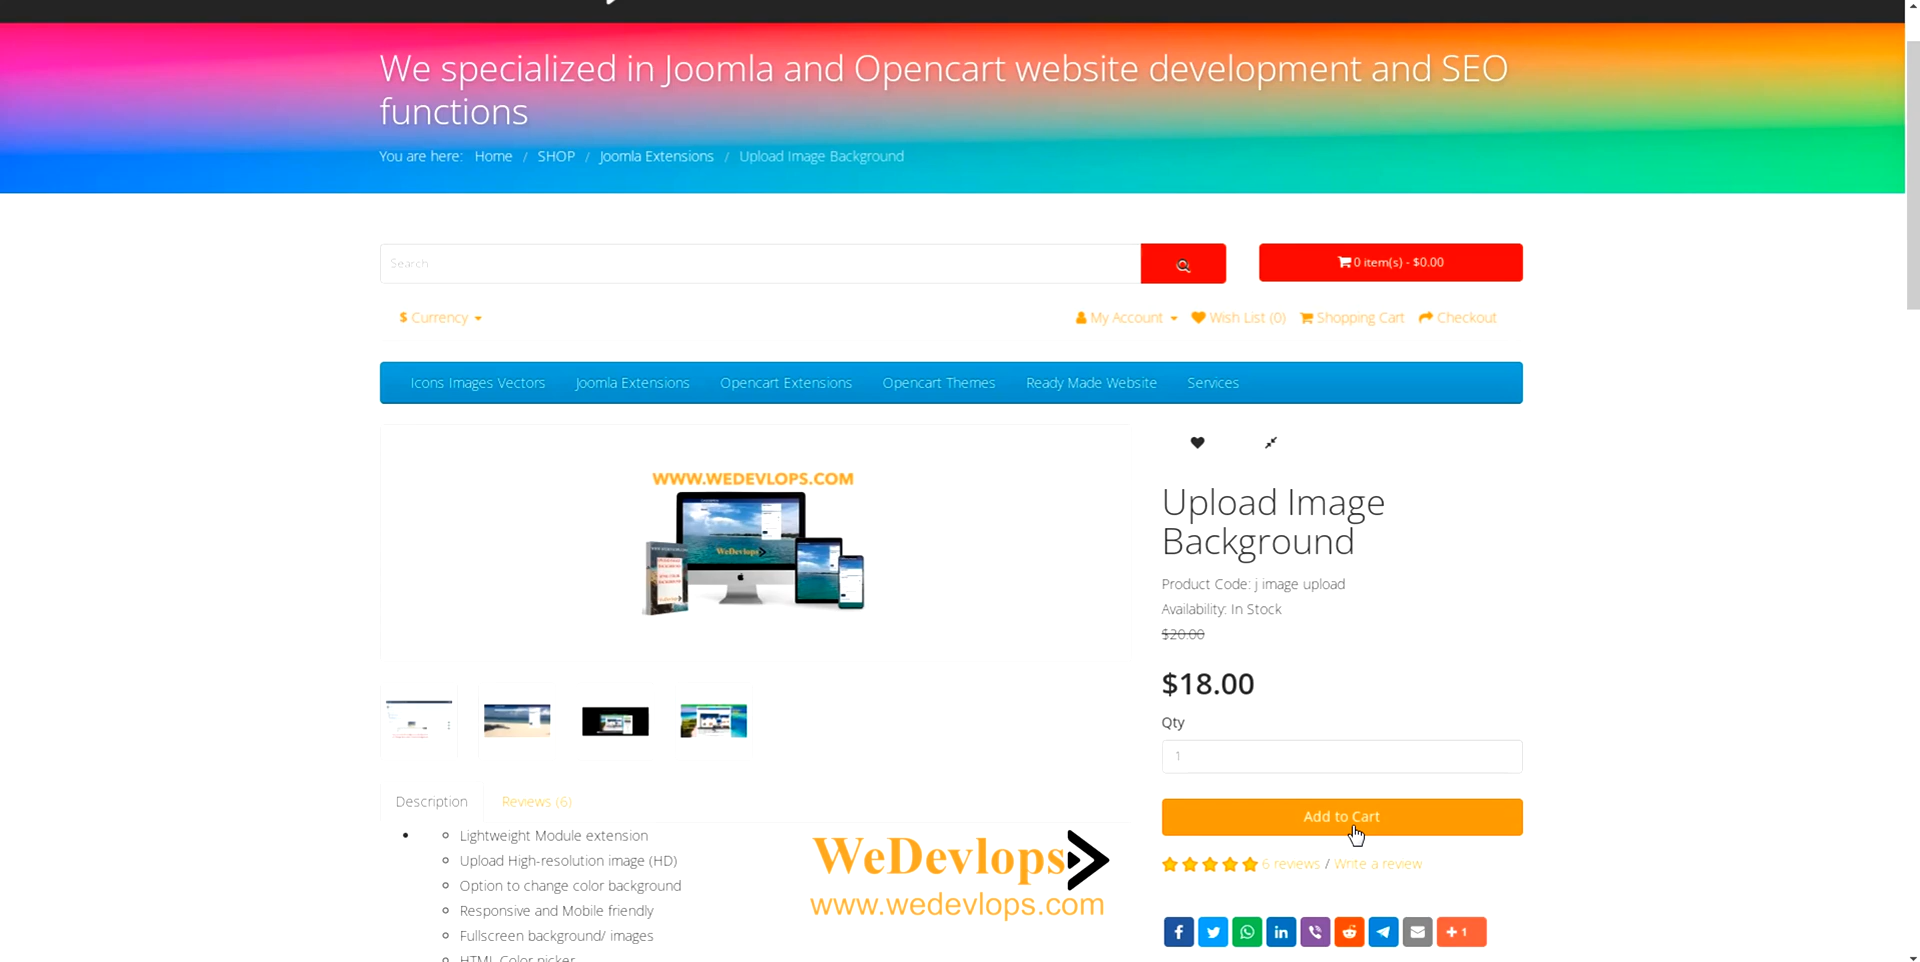 We specialized in Joomla and Opencart website development and SEO
functions
You are here: Home / SHOP / Joomla Extensions / Upload Image Background
Search
0 item(s) - $0.00
$ Currency
My Account Wish List (0) Shopping Cart Checkout
Icons Images Vectors Joomla Extensions Opencart Extensions Opencart Themes Ready Made Website Services
WWW.WEDEVLOPS.COM
WeDevlops
Upload Image
Background
Product Code: j image upload
Availability: In Stock
$20.00
$18.00
Qty
1
Add to Cart
6 reviews / Write a review
+ 1
Description Reviews (6)
Lightweight Module extension
Upload High-resolution image (HD)
Option to change color background
Responsive and Mobile friendly
Fullscreen background/ images
HTML Color picker
WeDevlops
www.wedevlops.com